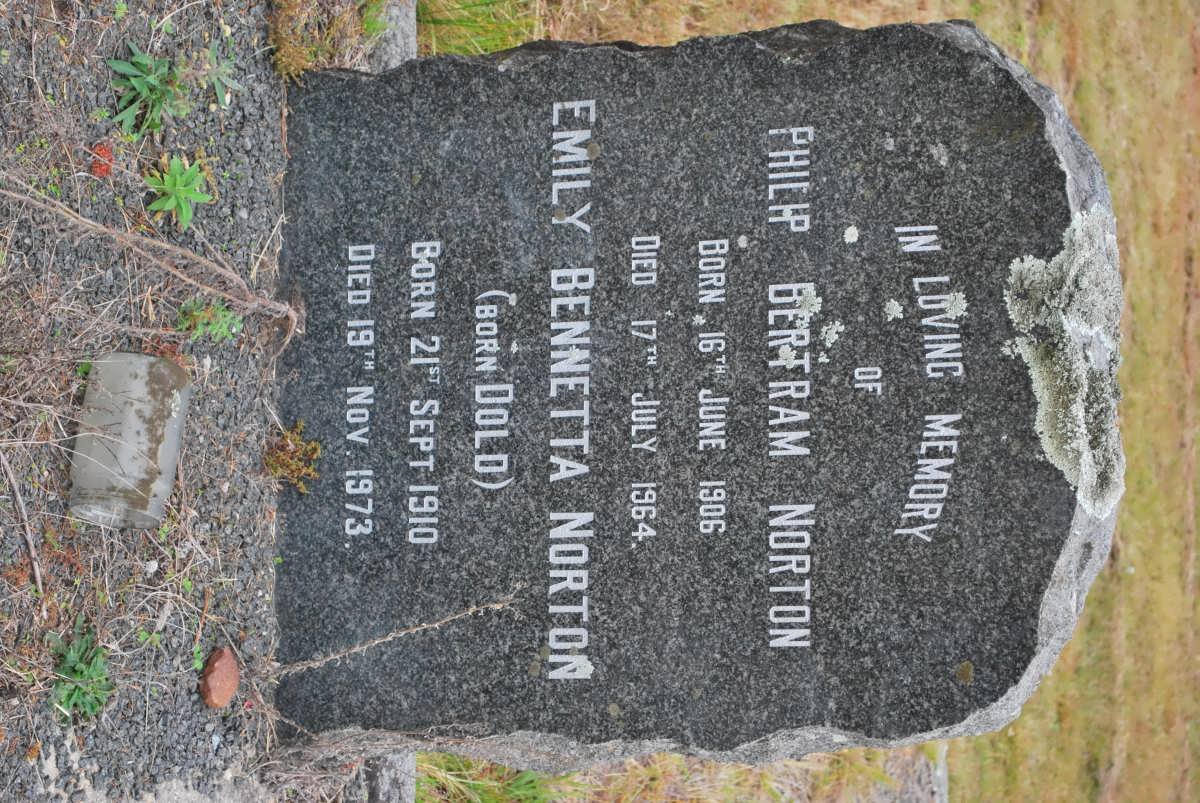 IN LOVING MEMORY
OF
PHILIP BERTRAM NORTON
BORN 16TH JUNE 1906
DIED 17TH JULY 1964.
EMILY BENNETTA NORTON
(BORN DOLD)
BORN 21ST SEPT 1910
DIED 19TH NOV. 1973.